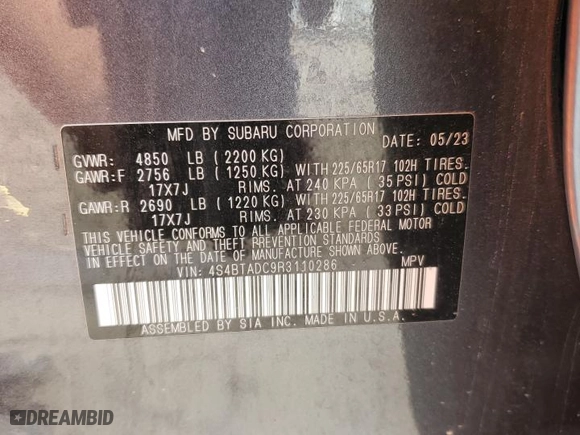 MFD BY SUBARU CORPORATION DATE: 05/23
GVWR: 4850 LB (2200 KG)
GAWR:F 2756 LB (1250 KG) WITH 225/65R17 102H TIRES.
17X7J RIMS. AT 240 KPA (35 PSI) COLD
GAWR:R 2690 LB (1220 KG) WITH 225/65R17 102H TIRES.
17X7J RIMS. AT 230 KPA (33 PSI) COLD
THIS VEHICLE CONFORMS TO ALL APPLICABLE FEDERAL MOTOR
VEHICLE SAFETY AND THEFT PREVENTION STANDARDS
IN EFFECT ON THE DATE OF MANUFACTURE SHOWN ABOVE.
VIN: 4S4BTADC9R3110286 MPV
ASSEMBLED BY SIA INC. MADE IN U.S.A.
DREAMBID